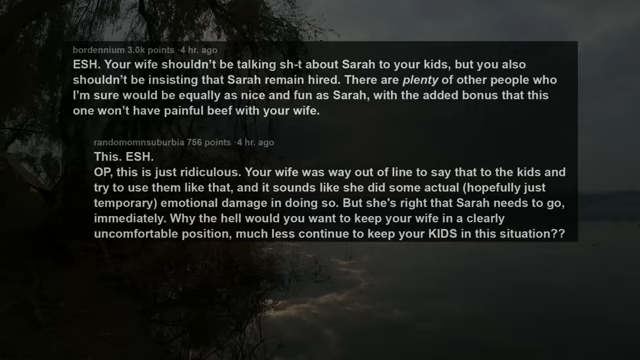 bordennium 3.0k points ·4 hr. ago
ESH. Your wife shouldn't be talking sh-t about Sarah to your kids, but you also
shouldn't be insisting that Sarah remain hired. There are plenty of other people who
I'm sure would be equally as nice and fun as Sarah, with the added bonus that this
one won't have painful beef with your wife.
randomomnsuburbia 756 points ·4 hr. ago
This. ESH.
OP, this is just ridiculous. Your wife was way out of line to say that to the kids and
try to use them like that, and it sounds like she did some actual (hopefully just
temporary) emotional damage in doing so. But she's right that Sarah needs to go,
immediately. Why the hell would you want to keep your wife in a clearly
uncomfortable position, much less continue to keep your KIDS in this situation??